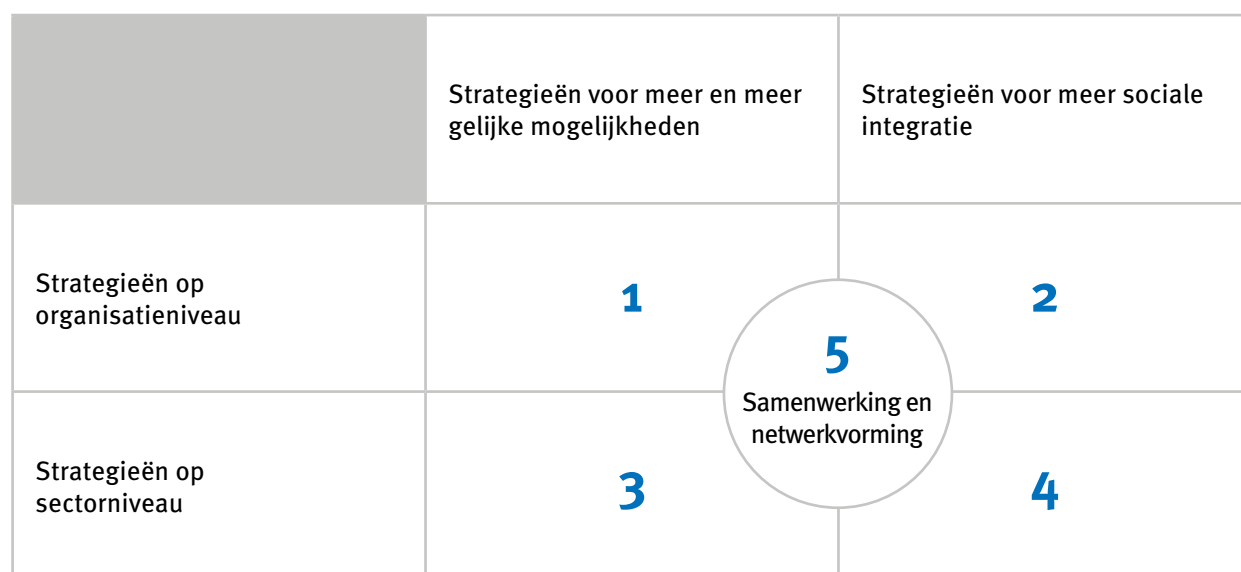 Strategieën voor meer en meer
gelijke mogelijkheden
Strategieën voor meer sociale
integratie
Strategieën op
organisatieniveau
1
2
5
Samenwerking en
netwerkvorming
Strategieën op
sectorniveau
3
4